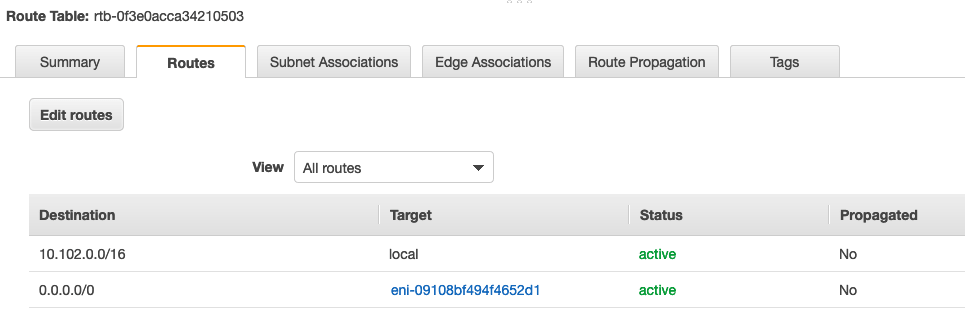 Route Table: rtb-0f3e0acca34210503
Summary Routes Subnet Associations Edge Associations Route Propagation Tags
Edit routes
View All routes
Destination Target Status Propagated
10.102.0.0/16 local active No
0.0.0.0/0 eni-09108bf494f4652d1 active No